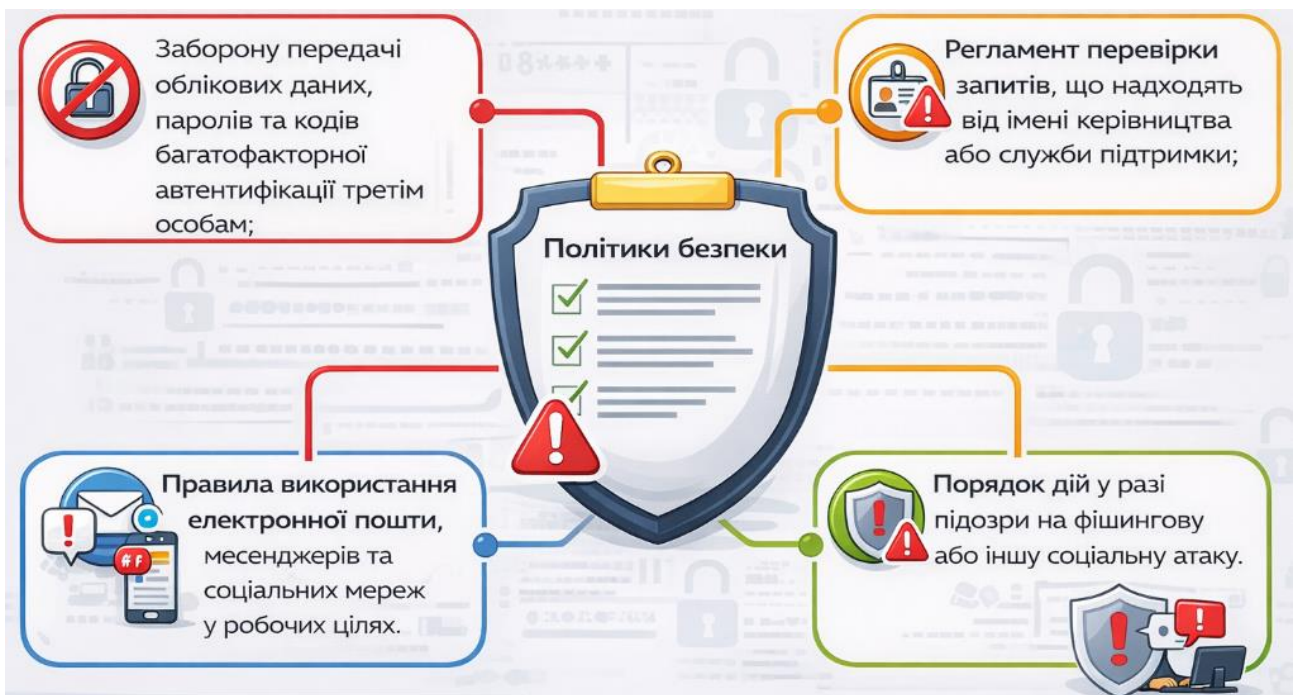 Заборону передачі
облікових даних,
паролів та кодів
багатофакторної
автентифікації третім
особам;
Регламент перевірки
запитів, що надходять
від імені керівництва
або служби підтримки;
Політики безпеки
Правила використання
електронної пошти,
месенджерів та
соціальних мереж
у робочих цілях.
Порядок дій у разі
підозри на фішингову
або іншу соціальну атаку.